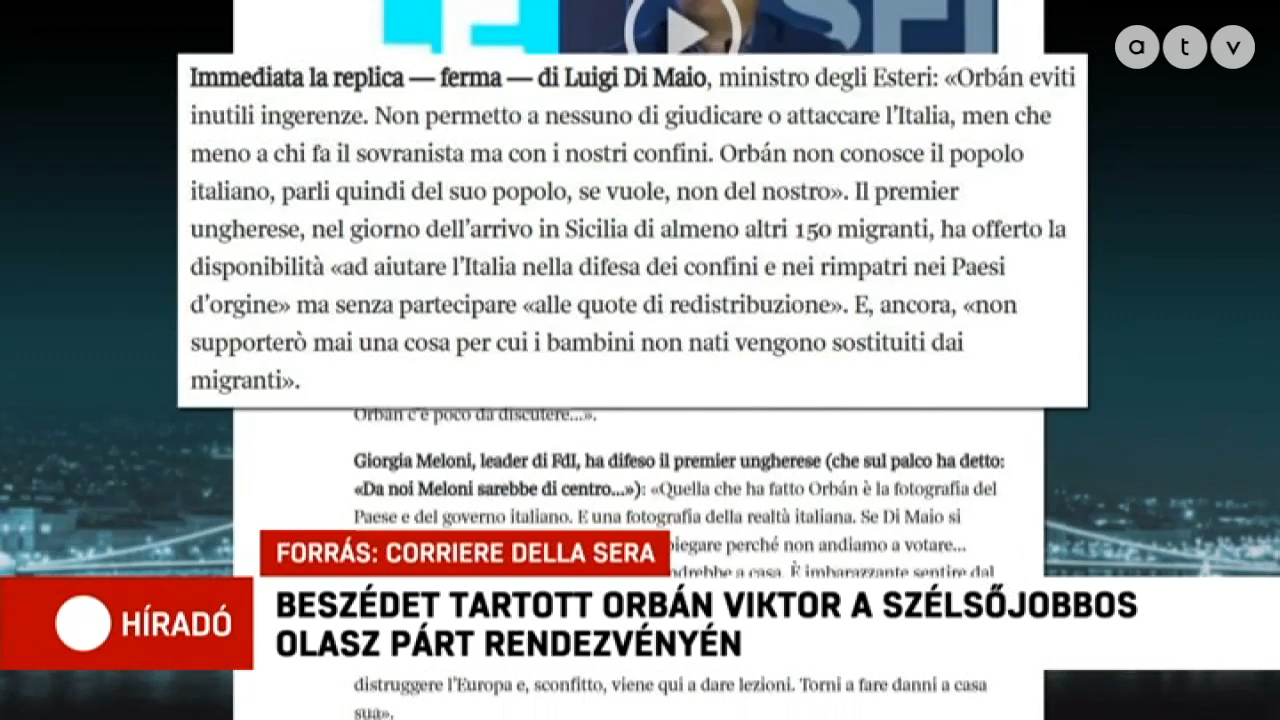 atv
Immediata la replica — ferma — di Luigi Di Maio, ministro degli Esteri: «Orbán eviti
inutili ingerenze. Non permetto a nessuno di giudicare o attaccare l'Italia, men che
meno a chi fa il sovranista ma con i nostri confini. Orbán non conosce il popolo
italiano, parli quindi del suo popolo, se vuole, non del nostro». Il premier
ungherese, nel giorno dell'arrivo in Sicilia di almeno altri 150 migranti, ha offerto la
disponibilità «ad aiutare l'Italia nella difesa dei confini e nei rimpatri nei Paesi
d'orgine» ma senza partecipare «alle quote di redistribuzione». E, ancora, «non
supporterò mai una cosa per cui i bambini non nati vengono sostituiti dai
migranti».
Orbán c'è poco da discutere...».
Giorgia Meloni, leader di FdI, ha difeso il premier ungherese (che sul palco ha detto:
«Da noi Meloni sarebbe di centro...»): «Quella che ha fatto Orbán è la fotografia del
Paese e del governo italiano. E una fotografia della realtà italiana. Se Di Maio si
perché non andiamo a votare...
a casa. È imbarazzante sentire dal
FORRÁS: CORRIERE DELLA SERA
HÍRADÓ
BESZÉDET TARTOTT ORBÁN VIKTOR A SZÉLSŐJOBBOS
OLASZ PÁRT RENDEZVÉNYÉN
distruggere l'Europa e, sconfitto, viene qui a dare lezioni. Torni a fare danni a casa
sua».